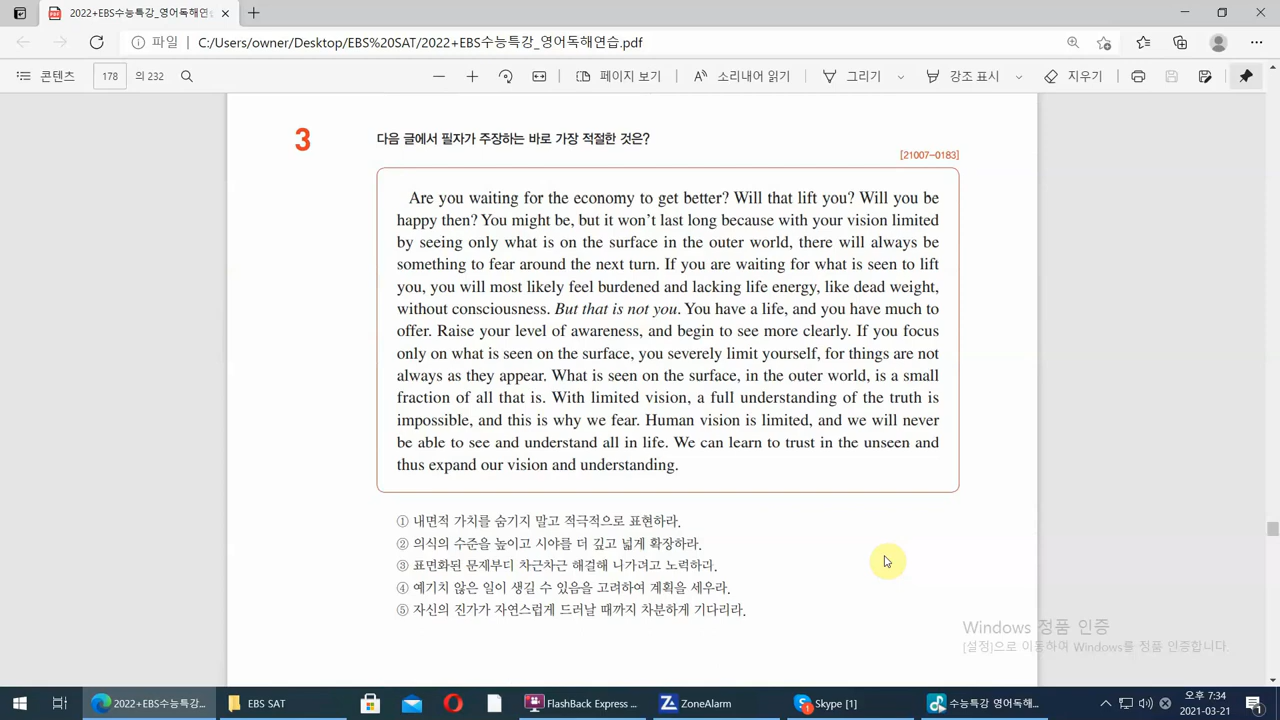 2022+EBS수능특강_영어독해연습
파일 C:/Users/owner/Desktop/EBS%20SAT/2022+EBS수능특강_영어독해연습.pdf
콘텐츠 178 의 232 페이지 보기 소리내어 읽기 그리기 강조 표시 지우기
3 다음 글에서 필자가 주장하는 바로 가장 적절한 것은?
[21007-0183]
Are you waiting for the economy to get better? Will that lift you? Will you be
happy then? You might be, but it won't last long because with your vision limited
by seeing only what is on the surface in the outer world, there will always be
something to fear around the next turn. If you are waiting for what is seen to lift
you, you will most likely feel burdened and lacking life energy, like dead weight,
without consciousness. But that is not you. You have a life, and you have much to
offer. Raise your level of awareness, and begin to see more clearly. If you focus
only on what is seen on the surface, you severely limit yourself, for things are not
always as they appear. What is seen on the surface, in the outer world, is a small
fraction of all that is. With limited vision, a full understanding of the truth is
impossible, and this is why we fear. Human vision is limited, and we will never
be able to see and understand all in life. We can learn to trust in the unseen and
thus expand our vision and understanding.
① 내면적 가치를 숨기지 말고 적극적으로 표현하라.
② 의식의 수준을 높이고 시야를 더 깊고 넓게 확장하라.
③ 표면화된 문제부터 차근차근 해결해 나가려고 노력하라.
④ 예기치 않은 일이 생길 수 있음을 고려하여 계획을 세우라.
⑤ 자신의 진가가 자연스럽게 드러날 때까지 차분하게 기다리라.
Windows 정품 인증
[설정]으로 이동하여 Windows를 정품 인증합니다.
2022+EBS수능특강_... EBS SAT FlashBack Express ... ZoneAlarm Skype [1] 수능특강 영어독해... 오후 7:34
2021-03-21